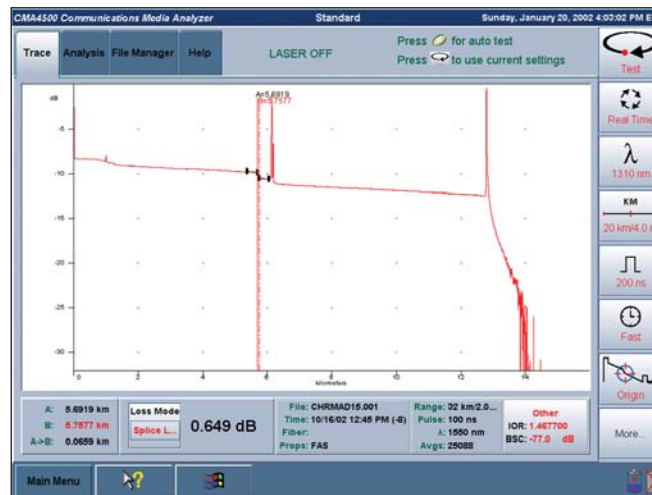 CMA4500 Communications Media Analyzer Standard Sunday, January 20, 2002 4:03:02 PM
Trace Analysis File Manager Help LASER OFF
Press for auto test
Press to use current settings
Test
Real Time
λ
1310 nm
KM
20 km/4.0
200 ns
Fast
Origin
More...
A=5.6919
B=5.7577
dB
-5
-10
-15
-20
-25
-30
0 2 4 6 8 10 12 14
kilometers
A: 5.6919 km
B: 5.7577 km
A->B: 0.0659 km
Loss Mode
Splice L...
0.649 dB
File: CHRMAD15.001
Time: 10/16/02 12:45 PM (-8)
Fiber:
Props: FAS
Range: 32 km/2.0...
Pulse: 100 ns
λ: 1550 nm
Avgs: 25088
Other
IOR: 1.467700
BSC: -77.0 dB
Main Menu
?